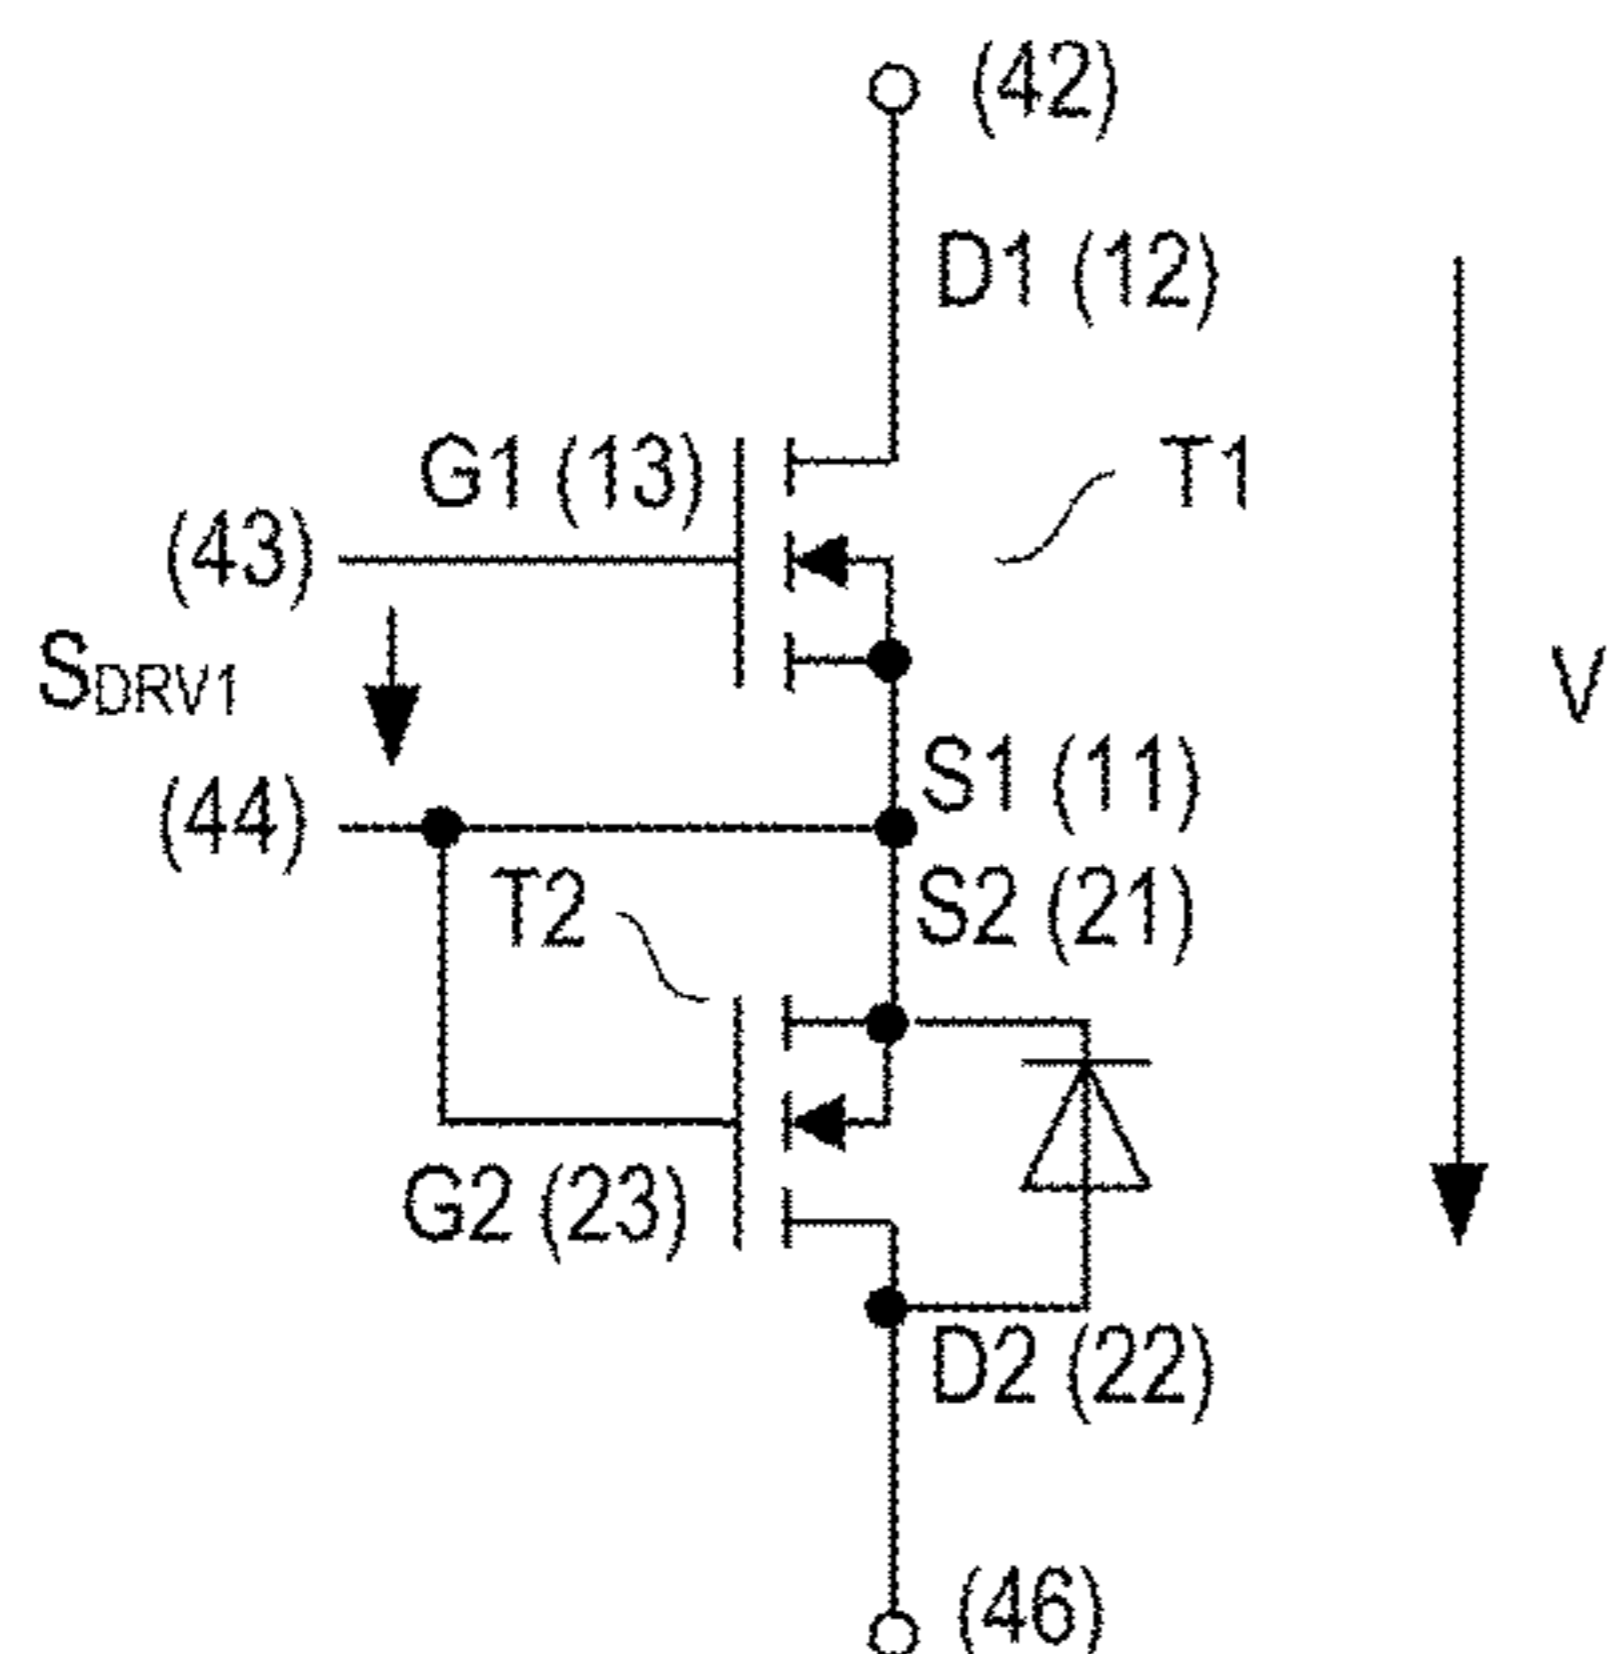 (42)
D1 (12)
G1 (13)
T1
(43)
SDRV1
V
S1 (11)
(44)
T2
S2 (21)
G2 (23)
D2 (22)
(46)